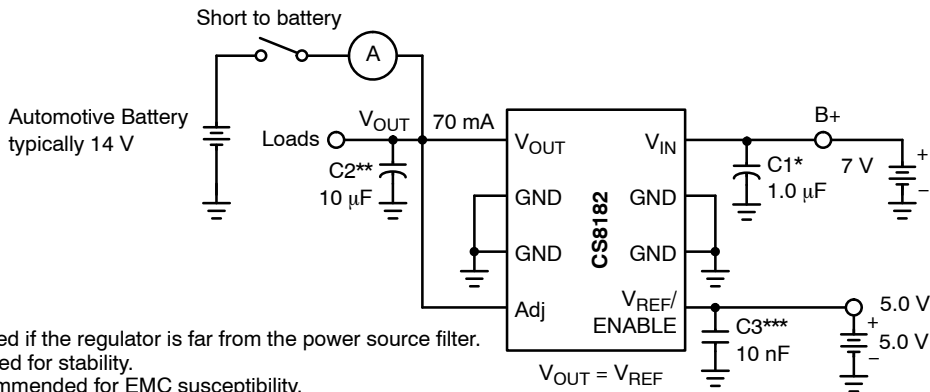 Short to battery
A
Automotive Battery
typically 14 V
Loads
VOUT
70 mA
C2**
10 μF
VOUT
GND
GND
Adj
CS8182
VIN
GND
GND
VREF/
ENABLE
B+
C1*
1.0 μF
7 V
+
–
5.0 V
+
5.0 V
–
C3***
10 nF
VOUT = VREF
ed if the regulator is far from the power source filter.
ed for stability.
mmended for EMC susceptibility.